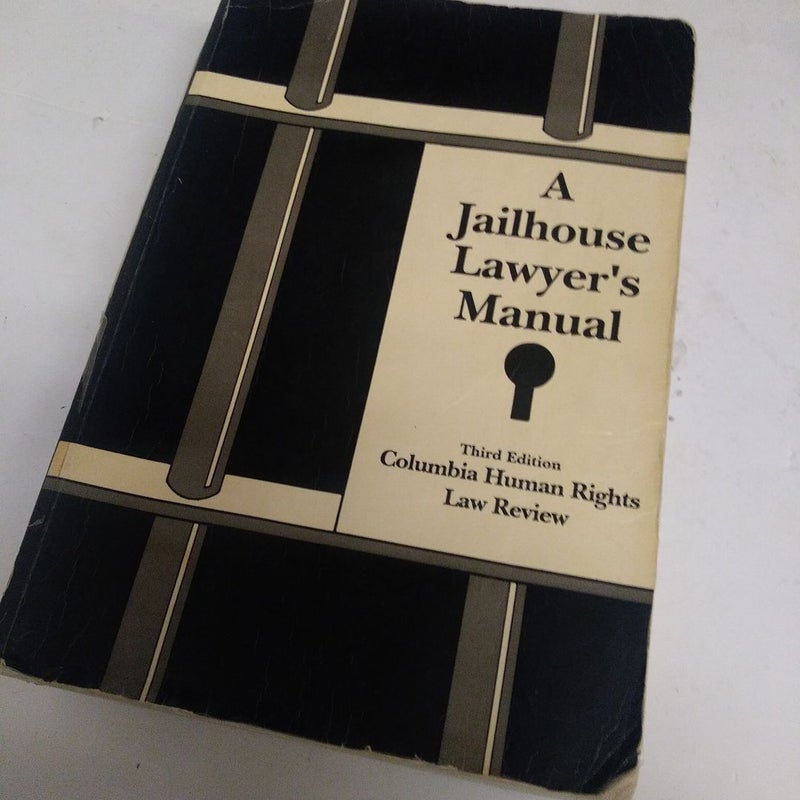 A
Jailhouse
Lawyer's
Manual
Third Edition
Columbia Human Rights
Law Review